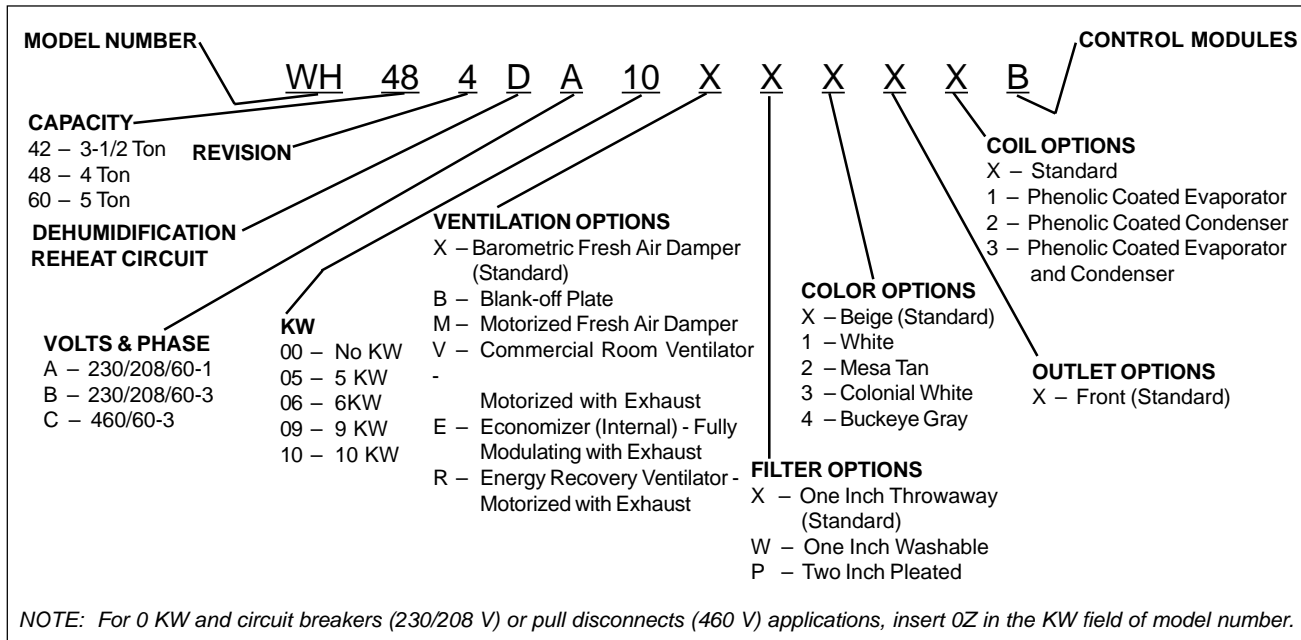 MODEL NUMBER
CONTROL MODULES
WH 48 4 D A 10 X X X X X B
CAPACITY
42 – 3-1/2 Ton
48 – 4 Ton
60 – 5 Ton
REVISION
DEHUMIDIFICATION
REHEAT CIRCUIT
VOLTS & PHASE
A – 230/208/60-1
B – 230/208/60-3
C – 460/60-3
KW
00 – No KW
05 – 5 KW
06 – 6KW
09 – 9 KW
10 – 10 KW
VENTILATION OPTIONS
X – Barometric Fresh Air Damper
(Standard)
B – Blank-off Plate
M – Motorized Fresh Air Damper
V – Commercial Room Ventilator
-
Motorized with Exhaust
E – Economizer (Internal) - Fully
Modulating with Exhaust
R – Energy Recovery Ventilator -
Motorized with Exhaust
FILTER OPTIONS
X – One Inch Throwaway
(Standard)
W – One Inch Washable
P – Two Inch Pleated
COLOR OPTIONS
X – Beige (Standard)
1 – White
2 – Mesa Tan
3 – Colonial White
4 – Buckeye Gray
OUTLET OPTIONS
X – Front (Standard)
COIL OPTIONS
X – Standard
1 – Phenolic Coated Evaporator
2 – Phenolic Coated Condenser
3 – Phenolic Coated Evaporator
and Condenser
NOTE: For 0 KW and circuit breakers (230/208 V) or pull disconnects (460 V) applications, insert 0Z in the KW field of model number.